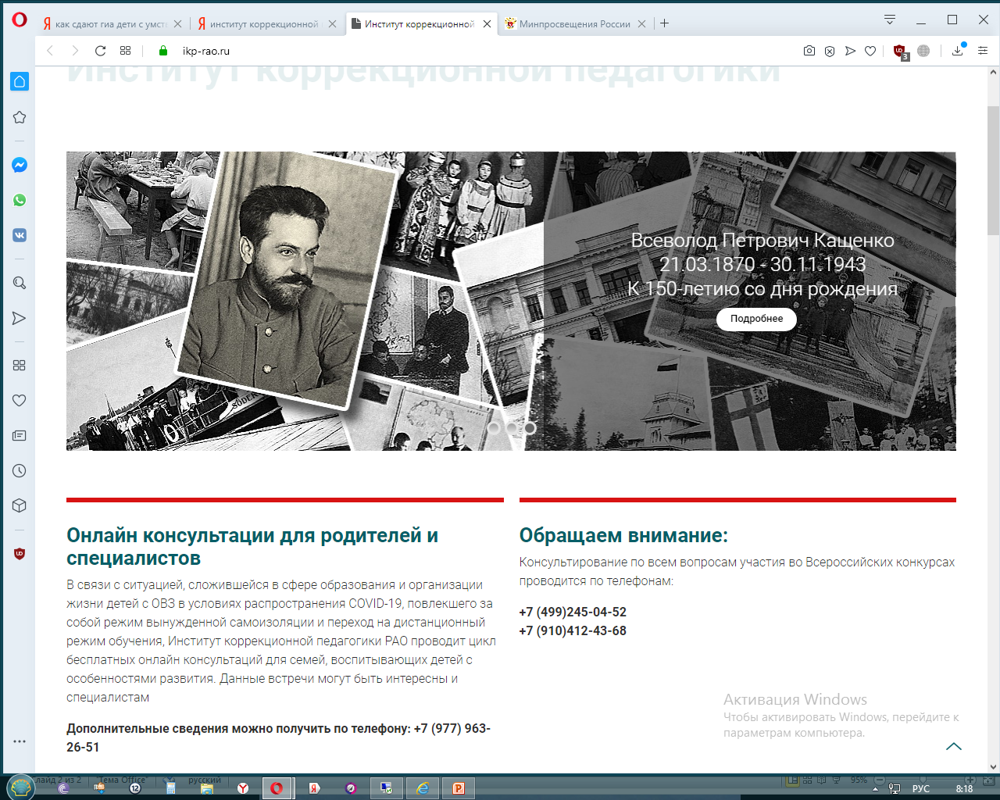 как сдают гиа дети с умст
институт коррекционной
Институт коррекционной
Минпросвещения России
ikp-rao.ru
3
Институт коррекционной педагогики
SÖDER
Всеволод Петрович Кащенко
21.03.1870 - 30.11.1943
К 150-летию со дня рождения
Подробнее
Онлайн консультации для родителей и
специалистов
В связи с ситуацией, сложившейся в сфере образования и организации
жизни детей с ОВЗ в условиях распространения COVID-19, повлекшего за
собой режим вынужденной самоизоляции и переход на дистанционный
режим обучения, Институт коррекционной педагогики РАО проводит цикл
бесплатных онлайн консультаций для семей, воспитывающих детей с
особенностями развития. Данные встречи могут быть интересны и
специалистам
Дополнительные сведения можно получить по телефону: +7 (977) 963-
26-51
Обращаем внимание:
Консультирование по всем вопросам участия во Всероссийских конкурсах
проводится по телефонам:
+7 (499)245-04-52
+7 (910)412-43-68
Активация Windows
Чтобы активировать Windows, перейдите к
параметрам компьютера.
лайд 2 из 2
"Тема Office"
русский
95%
12
РУС
8:18